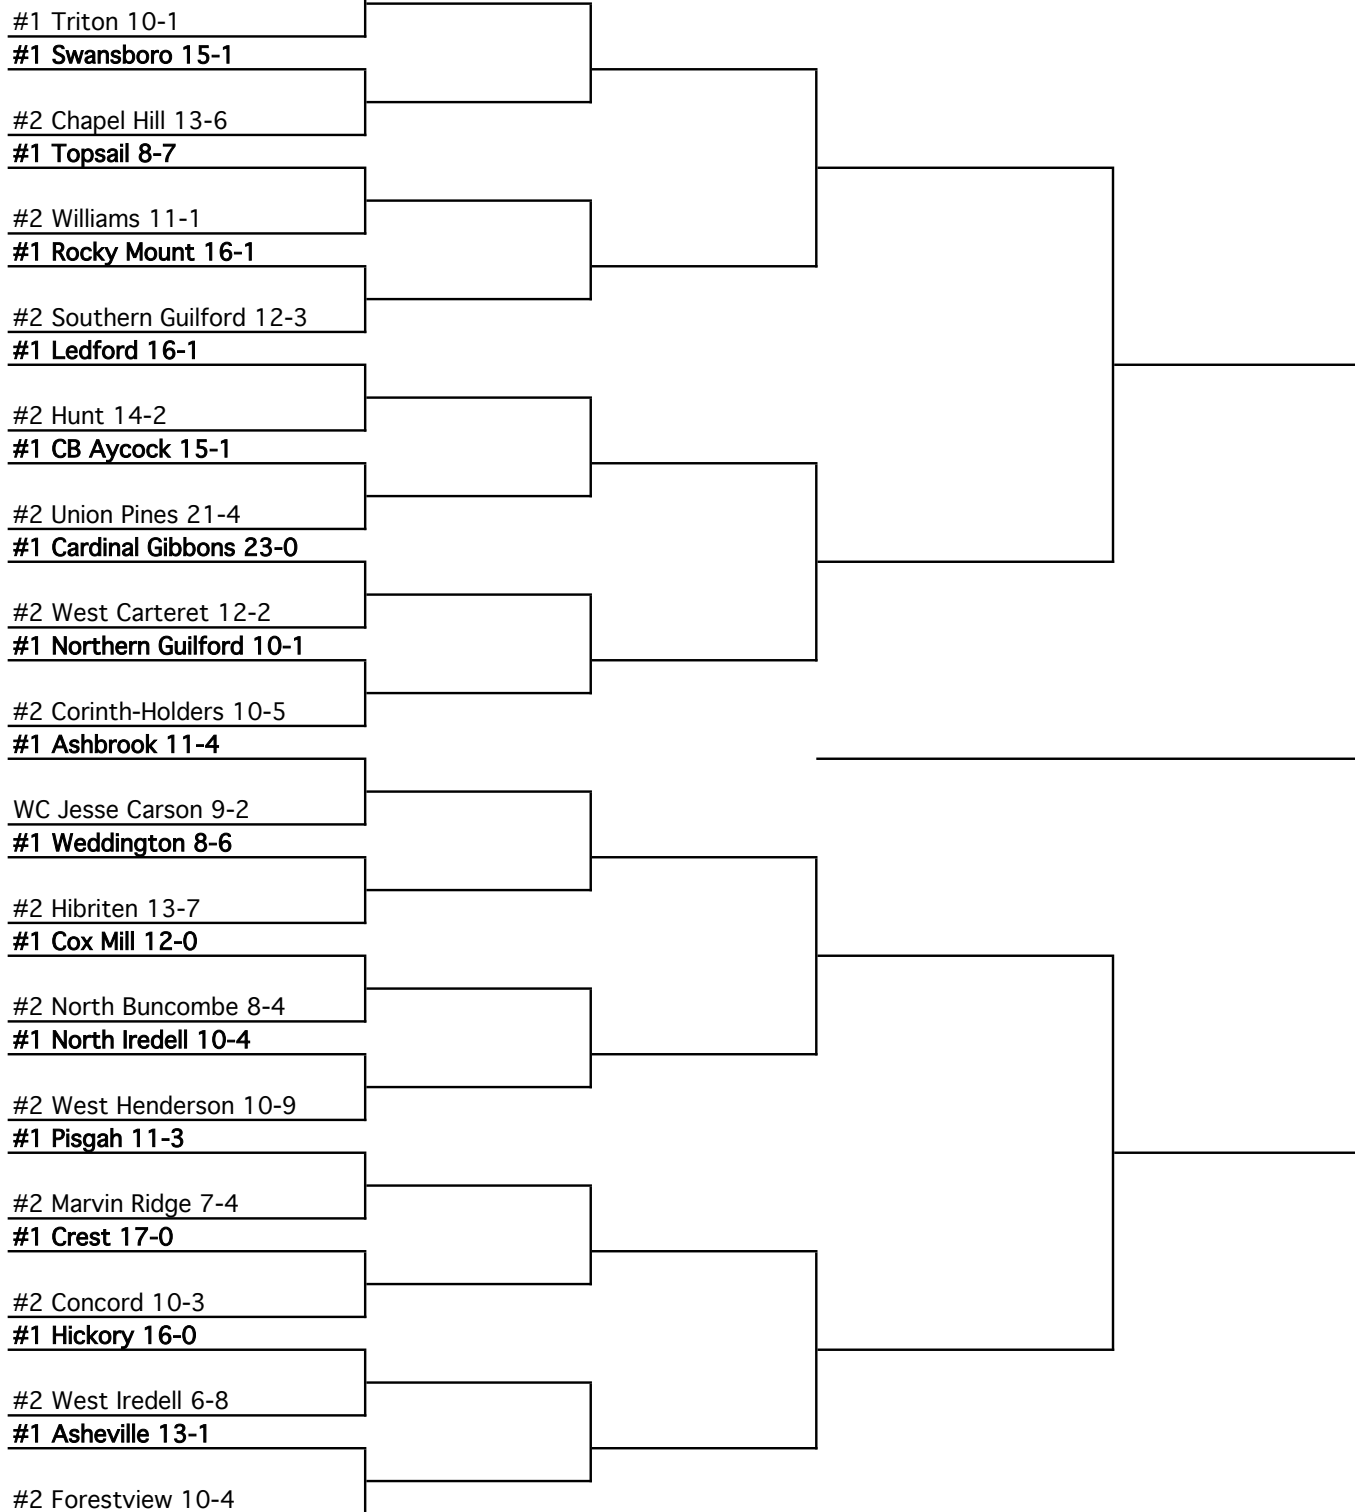 #1 Triton 10-1
#1 Swansboro 15-1
#2 Chapel Hill 13-6
#1 Topsail 8-7
#2 Williams 11-1
#1 Rocky Mount 16-1
#2 Southern Guilford 12-3
#1 Ledford 16-1
#2 Hunt 14-2
#1 CB Aycock 15-1
#2 Union Pines 21-4
#1 Cardinal Gibbons 23-0
#2 West Carteret 12-2
#1 Northern Guilford 10-1
#2 Corinth-Holders 10-5
#1 Ashbrook 11-4
WC Jesse Carson 9-2
#1 Weddington 8-6
#2 Hibriten 13-7
#1 Cox Mill 12-0
#2 North Buncombe 8-4
#1 North Iredell 10-4
#2 West Henderson 10-9
#1 Pisgah 11-3
#2 Marvin Ridge 7-4
#1 Crest 17-0
#2 Concord 10-3
#1 Hickory 16-0
#2 West Iredell 6-8
#1 Asheville 13-1
#2 Forestview 10-4